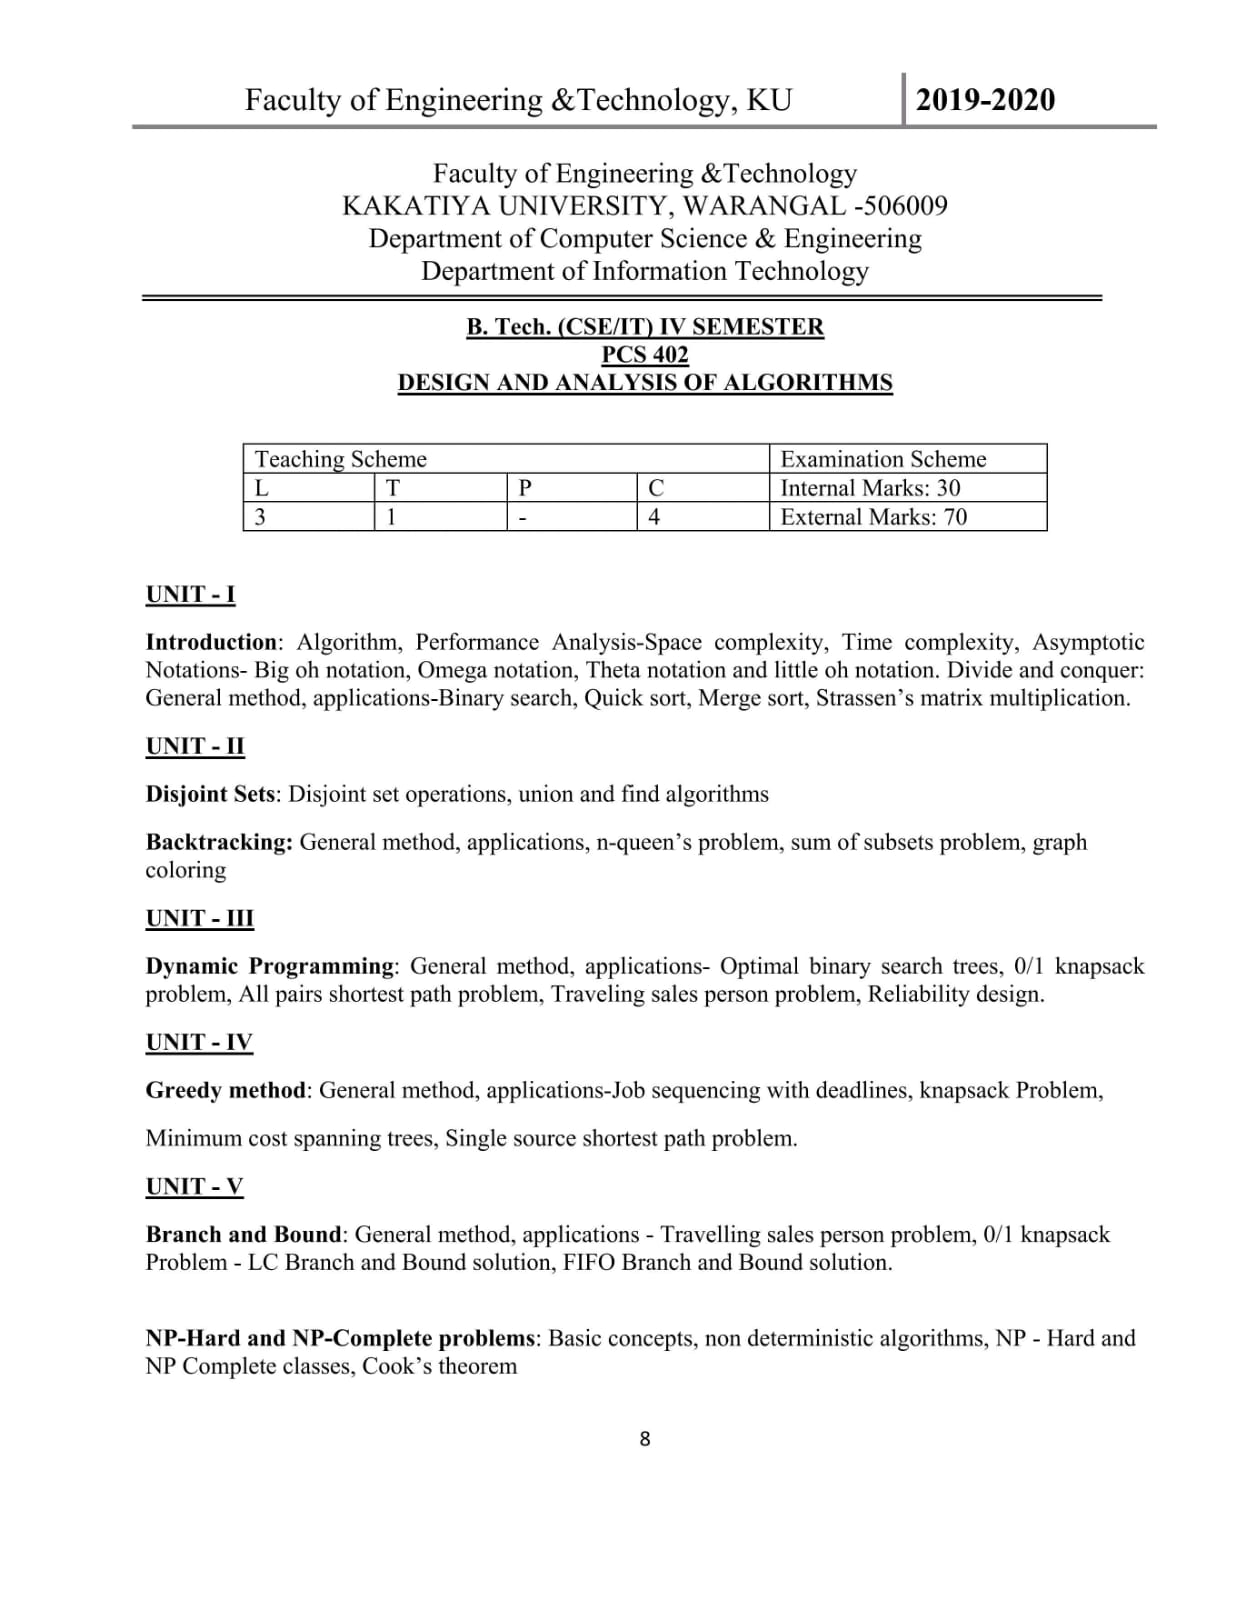 Faculty of Engineering &Technology, KU 2019-2020
Faculty of Engineering &Technology
KAKATIYA UNIVERSITY, WARANGAL -506009
Department of Computer Science & Engineering
Department of Information Technology
B. Tech. (CSE/IT) IV SEMESTER
PCS 402
DESIGN AND ANALYSIS OF ALGORITHMS
Teaching Scheme Examination Scheme
L T P C Internal Marks: 30
3 1 - 4 External Marks: 70
UNIT - I
Introduction: Algorithm, Performance Analysis-Space complexity, Time complexity, Asymptotic
Notations- Big oh notation, Omega notation, Theta notation and little oh notation. Divide and conquer:
General method, applications-Binary search, Quick sort, Merge sort, Strassen’s matrix multiplication.
UNIT - II
Disjoint Sets: Disjoint set operations, union and find algorithms
Backtracking: General method, applications, n-queen’s problem, sum of subsets problem, graph
coloring
UNIT - III
Dynamic Programming: General method, applications- Optimal binary search trees, 0/1 knapsack
problem, All pairs shortest path problem, Traveling sales person problem, Reliability design.
UNIT - IV
Greedy method: General method, applications-Job sequencing with deadlines, knapsack Problem,
Minimum cost spanning trees, Single source shortest path problem.
UNIT - V
Branch and Bound: General method, applications - Travelling sales person problem, 0/1 knapsack
Problem - LC Branch and Bound solution, FIFO Branch and Bound solution.
NP-Hard and NP-Complete problems: Basic concepts, non deterministic algorithms, NP - Hard and
NP Complete classes, Cook’s theorem
8